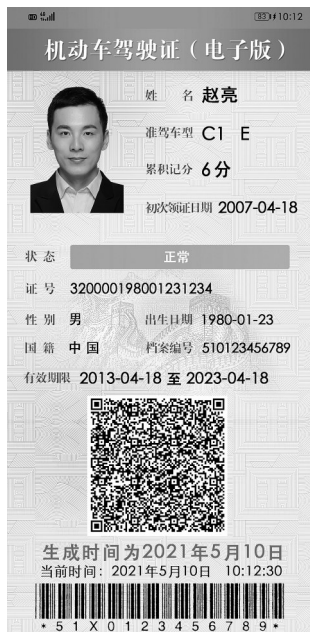 83 10:12
机动车驾驶证（电子版）
姓 名 赵亮
准驾车型 C1 E
累积记分 6分
初次领证日期 2007-04-18
状 态 正常
证 号 320000198001231234
性 别 男 出生日期 1980-01-23
国 籍 中 国 档案编号 510123456789
有效期限 2013-04-18 至 2023-04-18
生成时间为2021年5月10日
当前时间：2021年5月10日 10:12:30
*51X0123456789*